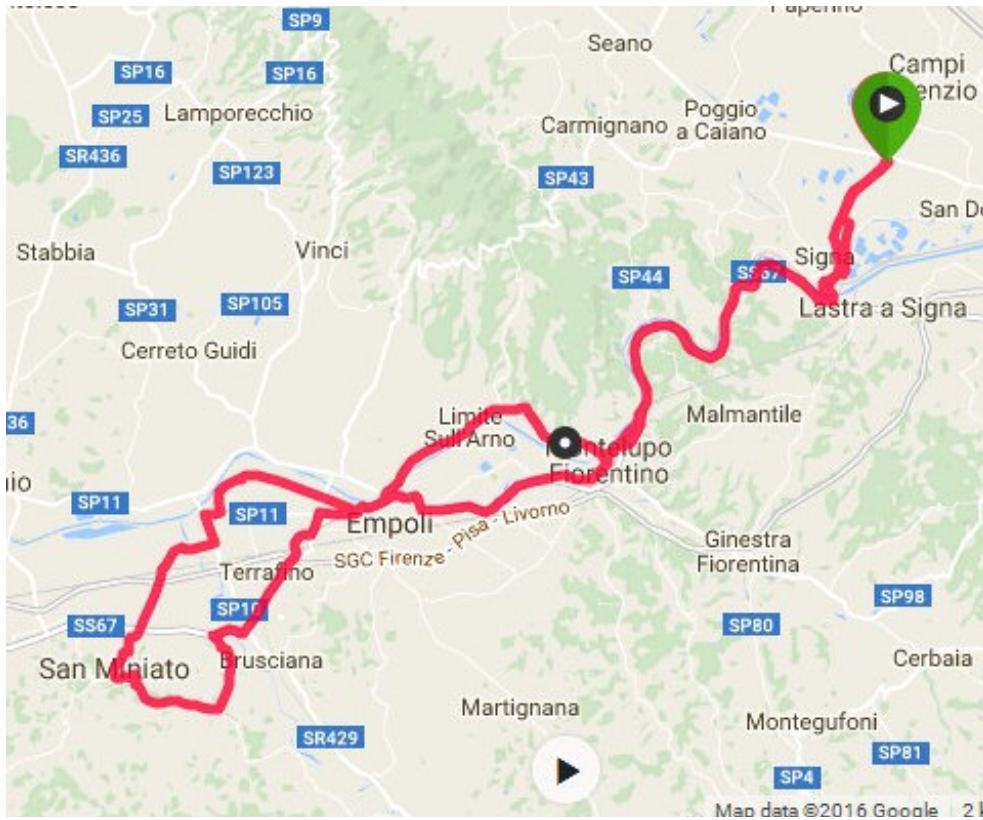 SP9
Seano
Campi
SP16
SP16
Lamporecchio
SP25
Poggio
a Caiano
Carmignano
SR436
SP123
SP43
Stabbia
Vinci
Signa
SP44
SS67
Lastra a Signa
SP31
SP105
Cerreto Guidi
Limite
Sull'Arno
Malmantile
Montelupo
Fiorentino
SP11
SP11
Empoli
SGC Firenze - Pisa - Livorno
Ginestra
Fiorentina
Terrafino
SP10
SP98
SS67
SP80
San Miniato
Brusciana
Cerbaia
Martignana
Montegufoni
SR429
SP81
SP4
Map data ©2016 Google